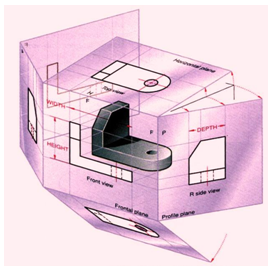 Horizontal plane
Top view
H
F
WIDTH
F P
DEPTH
HEIGHT
Front view
R side view
Frontal plane
Profile plane